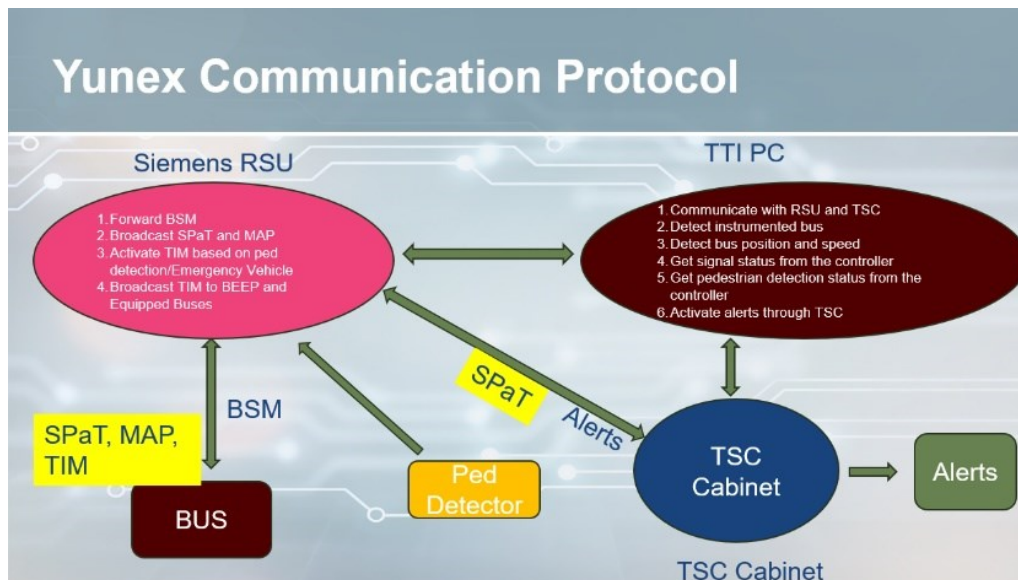 Yunex Communication Protocol
Siemens RSU
1. Forward BSM
2. Broadcast SPaT and MAP
3. Activate TIM based on ped
detection/Emergency Vehicle
4. Broadcast TIM to BEEP and
Equipped Buses
TTI PC
1. Communicate with RSU and TSC
2. Detect instrumented bus
3. Detect bus position and speed
4. Get signal status from the controller
5. Get pedestrian detection status from the
controller
6. Activate alerts through TSC
SPaT
Alerts
BSM
SPaT, MAP,
TIM
BUS
Ped
Detector
TSC
Cabinet
Alerts
TSC Cabinet